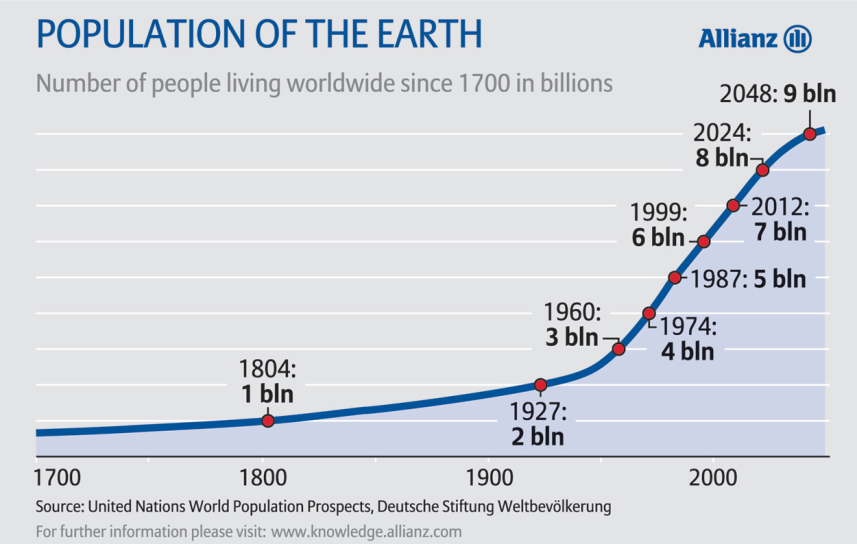 POPULATION OF THE EARTH
Allianz
Number of people living worldwide since 1700 in billions
2048: 9 bln
2024:
8 bln
1999:
6 bln
2012:
7 bln
1987: 5 bln
1960:
3 bln
1974:
4 bln
1804:
1 bln
1927:
2 bln
1700 1800 1900 2000
Source: United Nations World Population Prospects, Deutsche Stiftung Weltbevölkerung
For further information please visit: www.knowledge.allianz.com